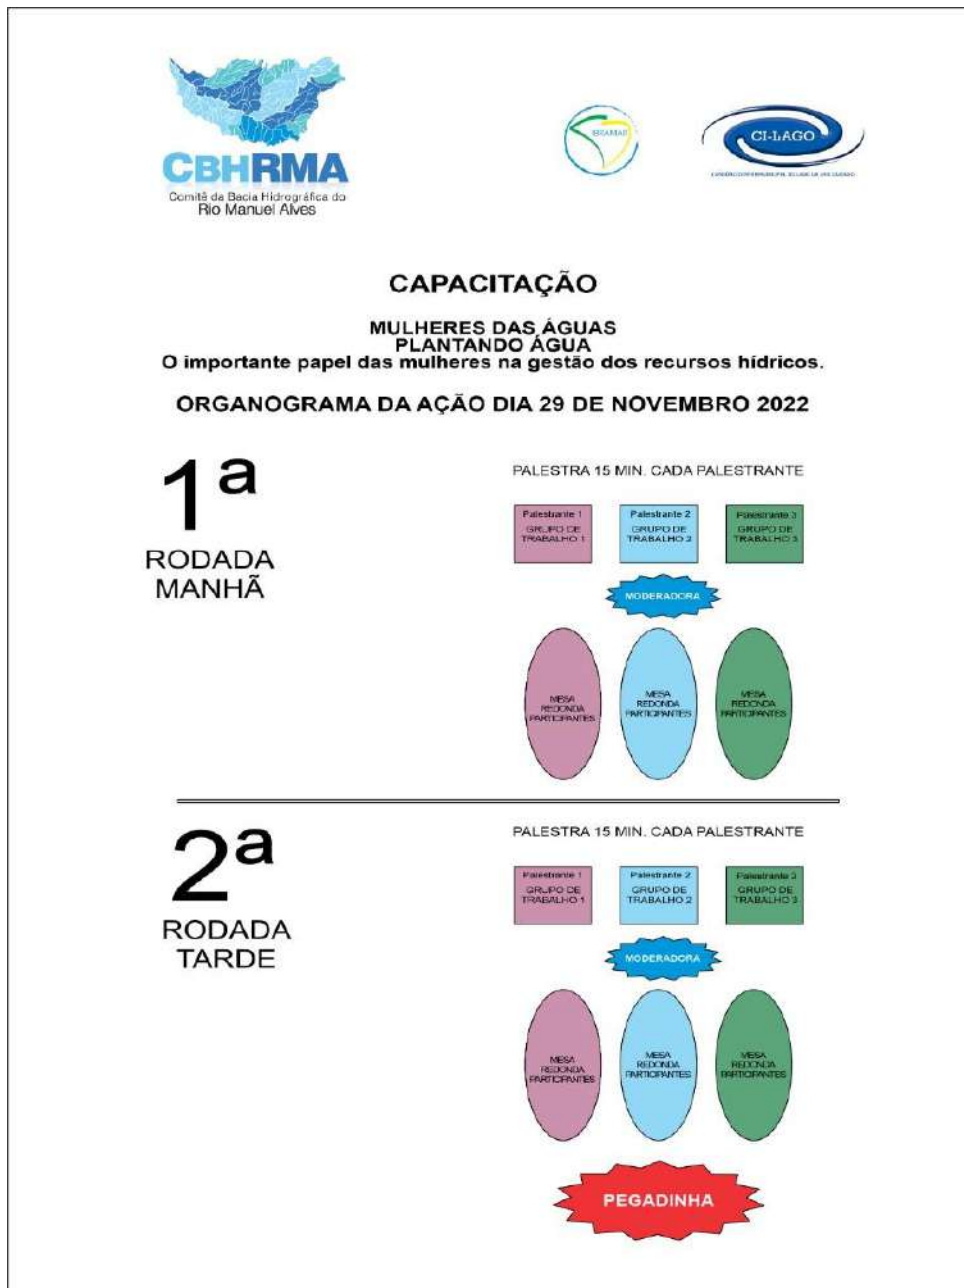 CBHRMA
Comitê da Bacia Hidrográfica do
Rio Manuel Alves
CI-LAGO
CAPACITAÇÃO
MULHERES DAS ÁGUAS
PLANTANDO ÁGUA
O importante papel das mulheres na gestão dos recursos hídricos.
ORGANOGRAMA DA AÇÃO DIA 29 DE NOVEMBRO 2022
1ª
RODADA
MANHÃ
PALESTRA 15 MIN. CADA PALESTRANTE
Palestrante 1
GRUPO DE
TRABALHO 1
Palestrante 2
GRUPO DE
TRABALHO 2
Palestrante 3
GRUPO DE
TRABALHO 3
MODERADORA
MESA
REDONDA
PARTICIPANTES
MESA
REDONDA
PARTICIPANTES
MESA
REDONDA
PARTICIPANTES
2ª
RODADA
TARDE
PALESTRA 15 MIN. CADA PALESTRANTE
Palestrante 1
GRUPO DE
TRABALHO 1
Palestrante 2
GRUPO DE
TRABALHO 2
Palestrante 3
GRUPO DE
TRABALHO 3
MODERADORA
MESA
REDONDA
PARTICIPANTES
MESA
REDONDA
PARTICIPANTES
MESA
REDONDA
PARTICIPANTES
PEGADINHA